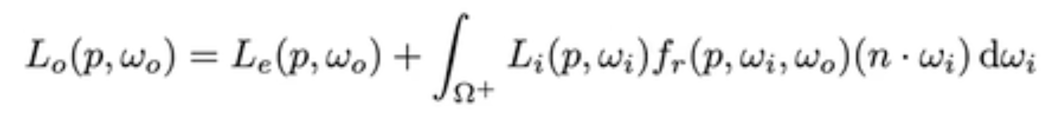 L_o(p, ω_o) = L_e(p, ω_o) + ∫_{Ω⁺} L_i(p, ω_i) f_r(p, ω_i, ω_o)(n · ω_i) dω_i